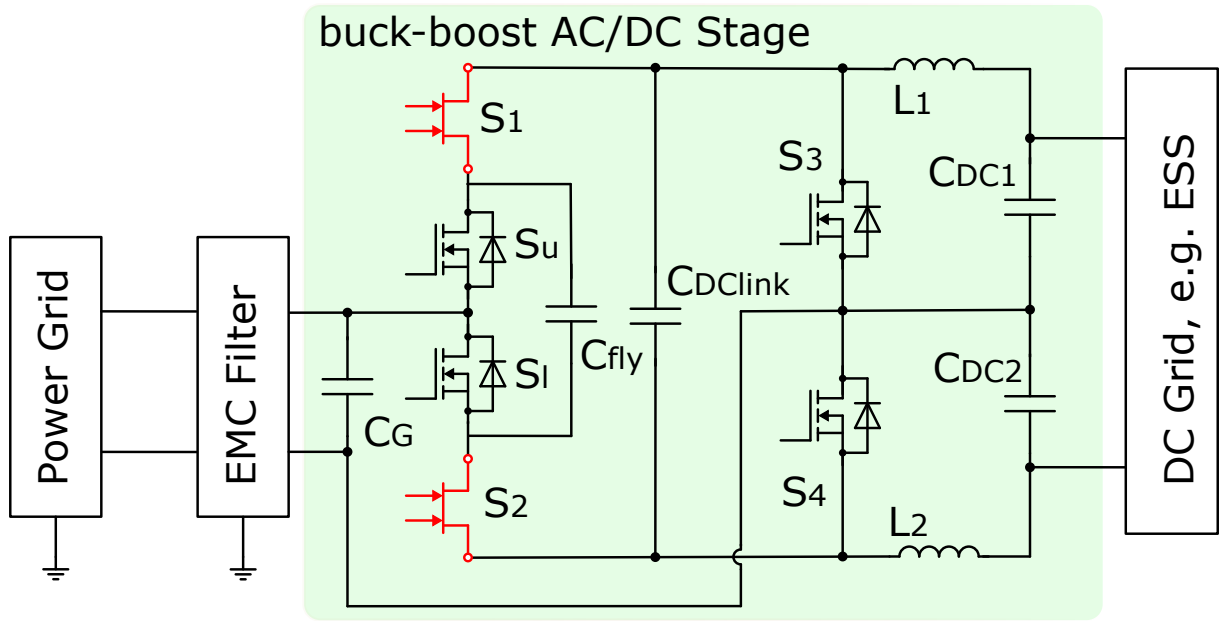 buck-boost AC/DC Stage
S1
L1
S3
CDC1
Su
CDClink
Cfly
Sl
CDC2
CG
S2
S4
L2
Power Grid
EMC Filter
DC Grid, e.g. ESS